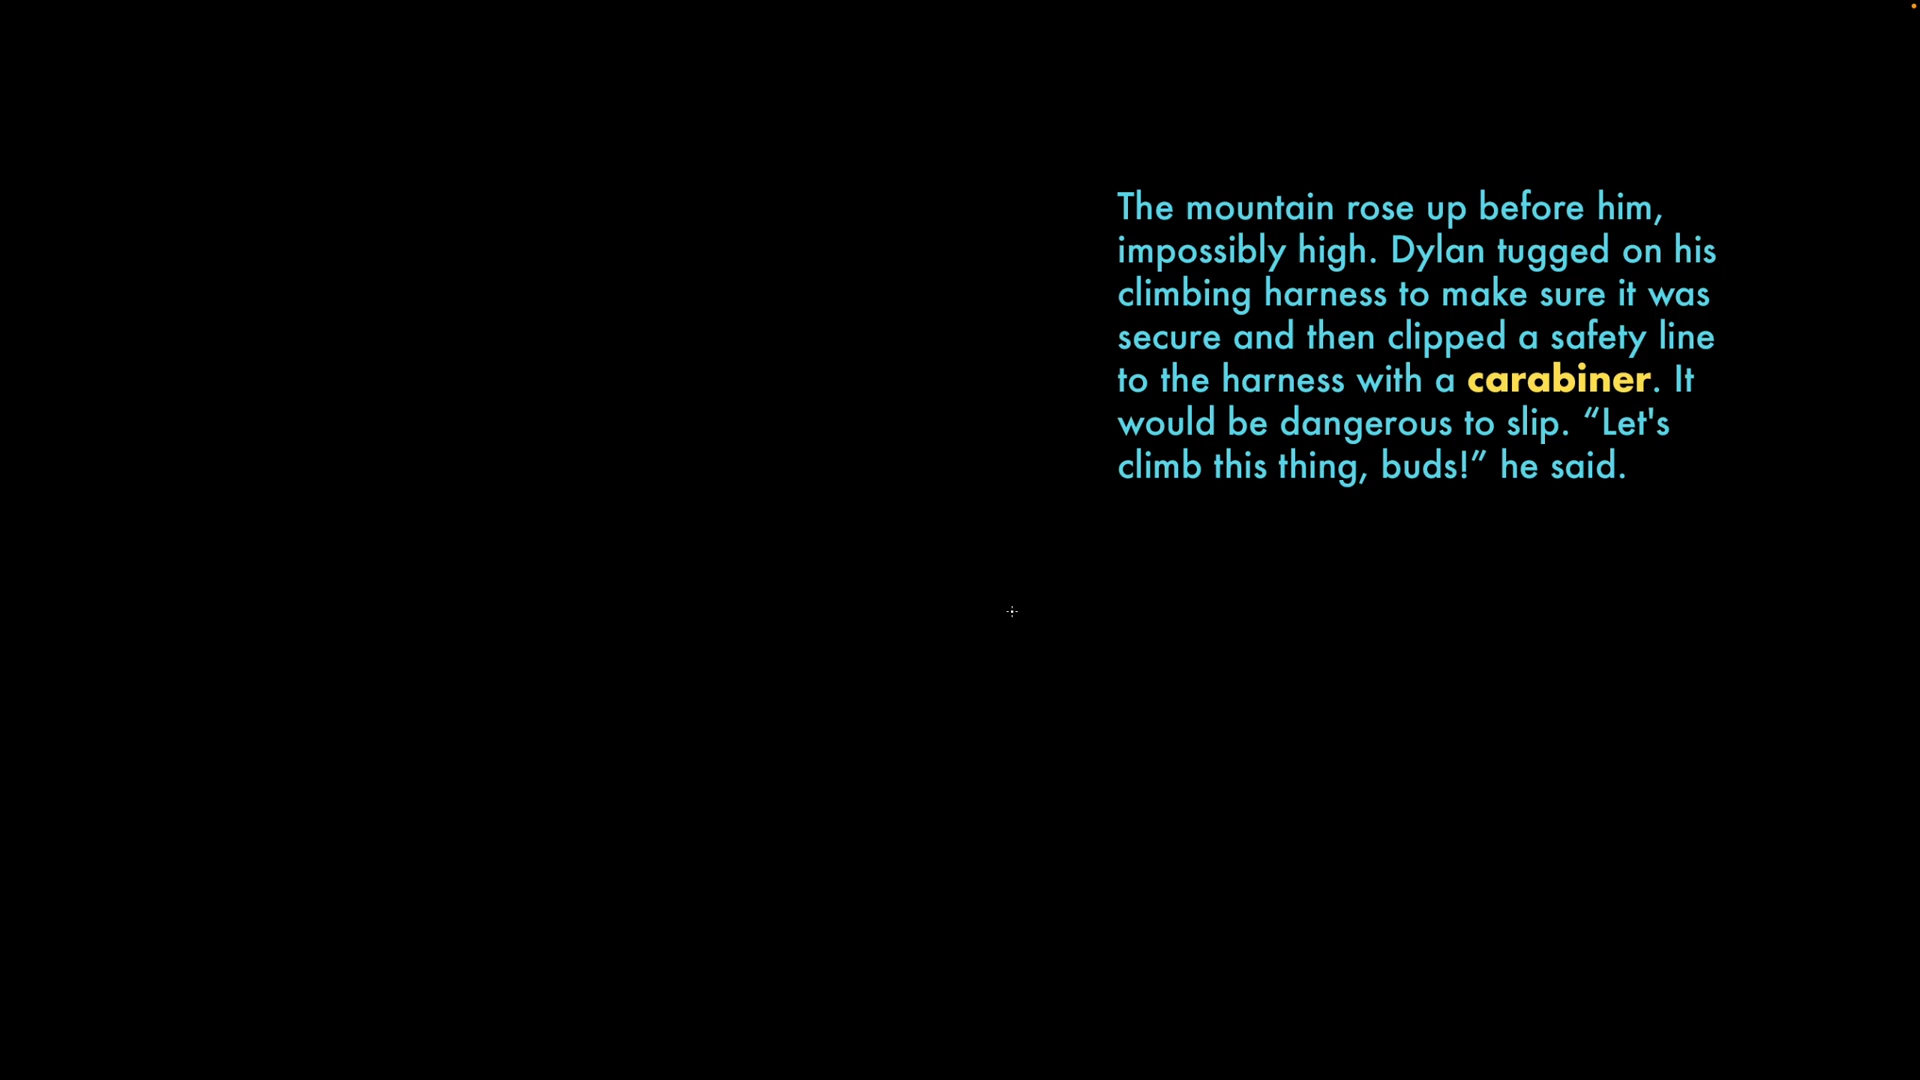 The mountain rose up before him,
impossibly high. Dylan tugged on his
climbing harness to make sure it was
secure and then clipped a safety line
to the harness with a carabiner. It
would be dangerous to slip. “Let's
climb this thing, buds!” he said.